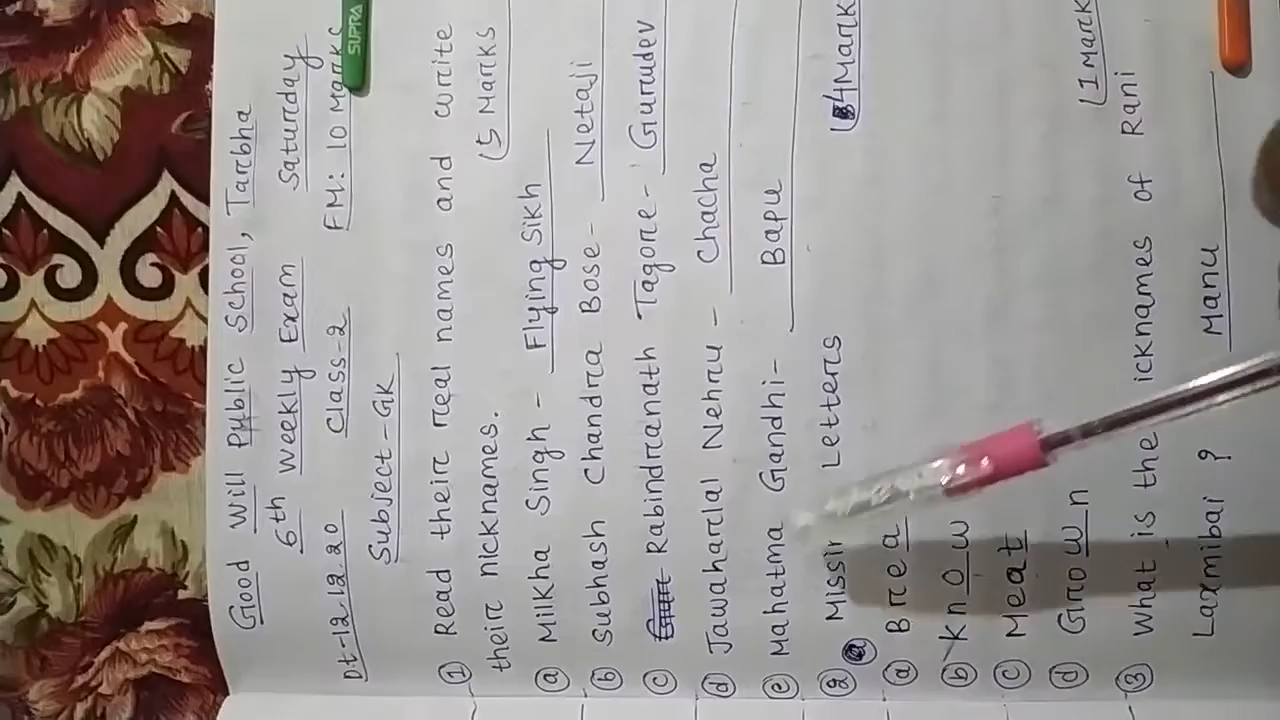 Good Will Public School, Tarbha
6th Weekly Exam Saturday
Dt-12.12.20 Class-2 FM: 10 Marks
Subject-GK
① Read their real names and write
their nicknames. (5 Marks
ⓐ Milkha Singh - Flying Sikh
ⓑ Subhash Chandra Bose - Netaji
ⓒ Rabindranath Tagore - Gurudev
ⓓ Jawaharlal Nehru - Chacha
ⓔ Mahatma Gandhi - Bapu
② Missi Letters (4 Mark
ⓐ Brea
ⓑ Know
ⓒ Meat
ⓓ Grown
③ What is the icknames of Rani (1 Mark
Laxmibai ? Manu
SUPRA